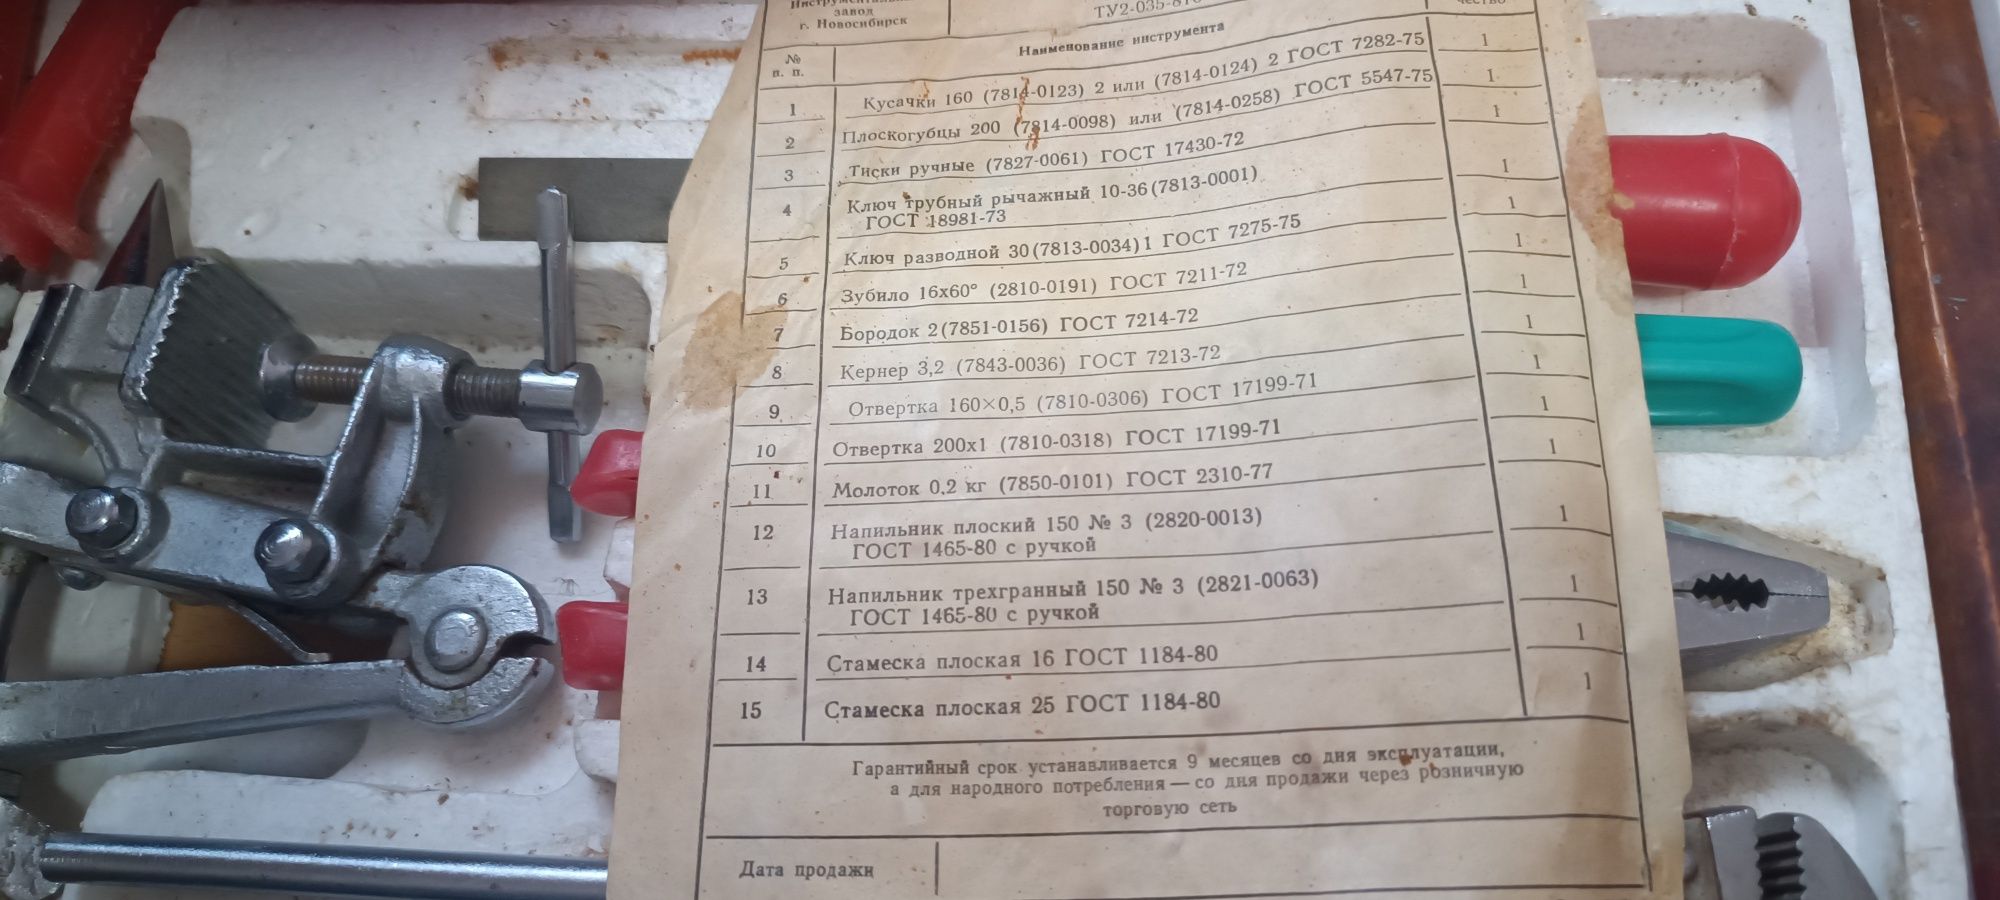 завод
г. Новосибирск
ТУ2-035-
№
п. п.
Наименование инструмента
1 Кусачки 160 (7814-0123) 2 или (7814-0124) 2 ГОСТ 7282-75 1
2 Плоскогубцы 200 (7814-0098) или (7814-0258) ГОСТ 5547-75 1
3 Тиски ручные (7827-0061) ГОСТ 17430-72 1
4 Ключ трубный рычажный 10-36 (7813-0001)
ГОСТ 18981-73 1
5 Ключ разводной 30 (7813-0034) 1 ГОСТ 7275-75 1
6 Зубило 16х60° (2810-0191) ГОСТ 7211-72 1
7 Бородок 2 (7851-0156) ГОСТ 7214-72 1
8 Кернер 3,2 (7843-0036) ГОСТ 7213-72 1
9 Отвертка 160×0,5 (7810-0306) ГОСТ 17199-71 1
10 Отвертка 200х1 (7810-0318) ГОСТ 17199-71 1
11 Молоток 0.2 кг (7850-0101) ГОСТ 2310-77 1
12 Напильник плоский 150 № 3 (2820-0013)
ГОСТ 1465-80 с ручкой 1
13 Напильник трехгранный 150 № 3 (2821-0063)
ГОСТ 1465-80 с ручкой 1
14 Стамеска плоская 16 ГОСТ 1184-80 1
15 Стамеска плоская 25 ГОСТ 1184-80 1
Гарантийный срок устанавливается 9 месяцев со дня эксплуатации,
а для народного потребления — со дня продажи через розничную
торговую сеть
Дата продажи